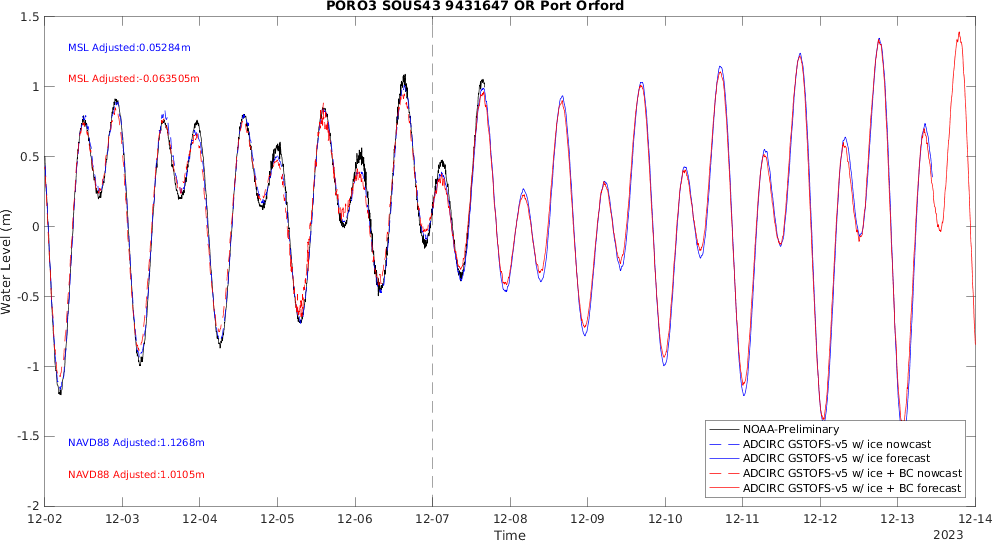 PORO3 SOUS43 9431647 OR Port Orford
MSL Adjusted:0.05284m
MSL Adjusted:-0.063505m
NAVD88 Adjusted:1.1268m
NAVD88 Adjusted:1.0105m
Water Level (m)
1.5
1
0.5
0
-0.5
-1
-1.5
-2
NOAA-Preliminary
ADCIRC GSTOFS-v5 w/ ice nowcast
ADCIRC GSTOFS-v5 w/ ice forecast
ADCIRC GSTOFS-v5 w/ ice + BC nowcast
ADCIRC GSTOFS-v5 w/ ice + BC forecast
12-02 12-03 12-04 12-05 12-06 12-07 12-08 12-09 12-10 12-11 12-12 12-13 12-14
Time
2023